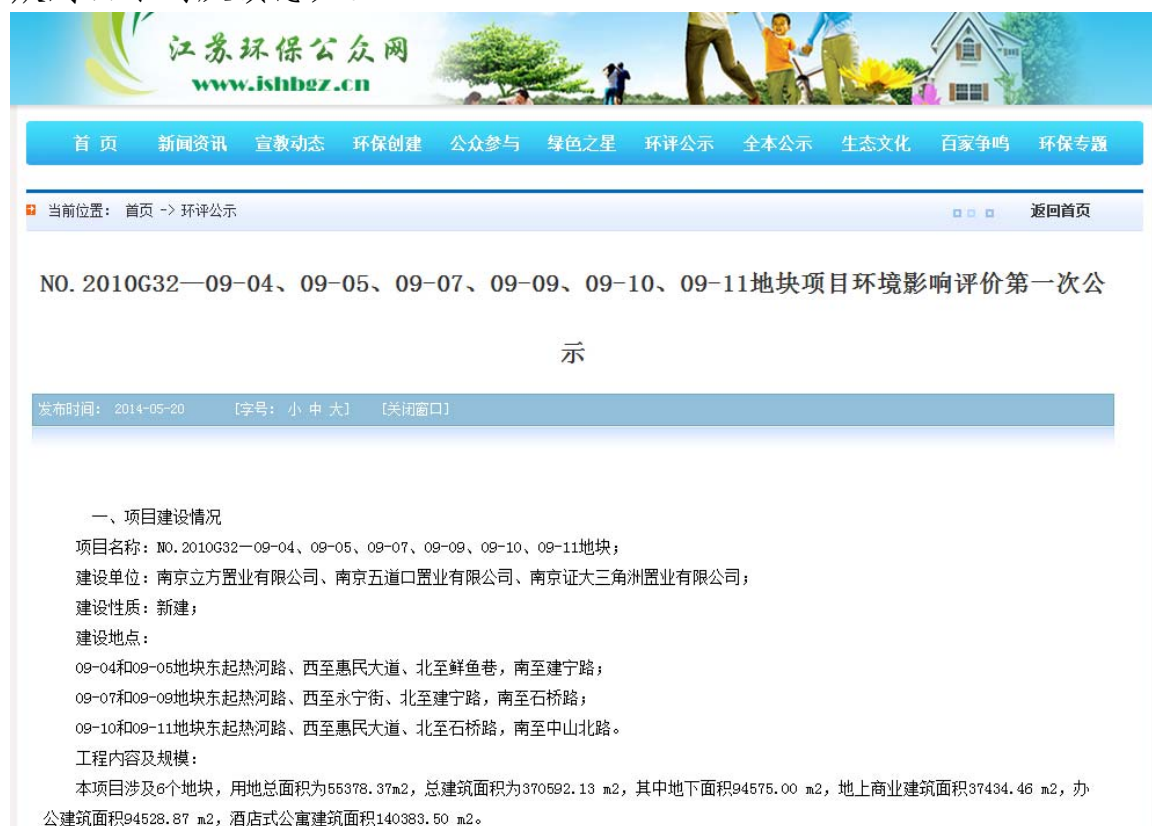 江苏环保公众网
www.jshbgz.cn
首 页 新闻资讯 宣教动态 环保创建 公众参与 绿色之星 环评公示 全本公示 生态文化 百家争鸣 环保专题
当前位置： 首页 -> 环评公示 返回首页
NO.2010G32—09-04、09-05、09-07、09-09、09-10、09-11地块项目环境影响评价第一次公
示
发布时间： 2014-05-20 [字号： 小 中 大] [关闭窗口]
一、项目建设情况
项目名称：NO.2010G32—09-04、09-05、09-07、09-09、09-10、09-11地块；
建设单位：南京立方置业有限公司、南京五道口置业有限公司、南京证大三角洲置业有限公司；
建设性质：新建；
建设地点：
09-04和09-05地块东起热河路、西至惠民大道、北至鲜鱼巷，南至建宁路；
09-07和09-09地块东起热河路、西至永宁街、北至建宁路，南至石桥路；
09-10和09-11地块东起热河路、西至惠民大道、北至石桥路，南至中山北路。
工程内容及规模：
本项目涉及6个地块，用地总面积为55378.37m2，总建筑面积为370592.13 m2，其中地下面积94575.00 m2，地上商业建筑面积37434.46 m2，办
公建筑面积94528.87 m2，酒店式公寓建筑面积140383.50 m2。